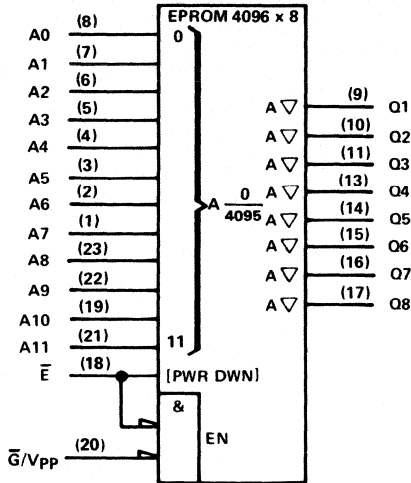 EPROM 4096 x 8
A0 (8) 0
A1 (7)
A2 (6)
A3 (5)
A4 (4)
A5 (3)
A6 (2)
A7 (1)
A8 (23)
A9 (22)
A10 (19)
A11 (21) 11
A 0/4095
A ▽ (9) Q1
A ▽ (10) Q2
A ▽ (11) Q3
A ▽ (13) Q4
A ▽ (14) Q5
A ▽ (15) Q6
A ▽ (16) Q7
A ▽ (17) Q8
E̅ (18) [PWR DWN]
&
EN
G̅/VPP (20)